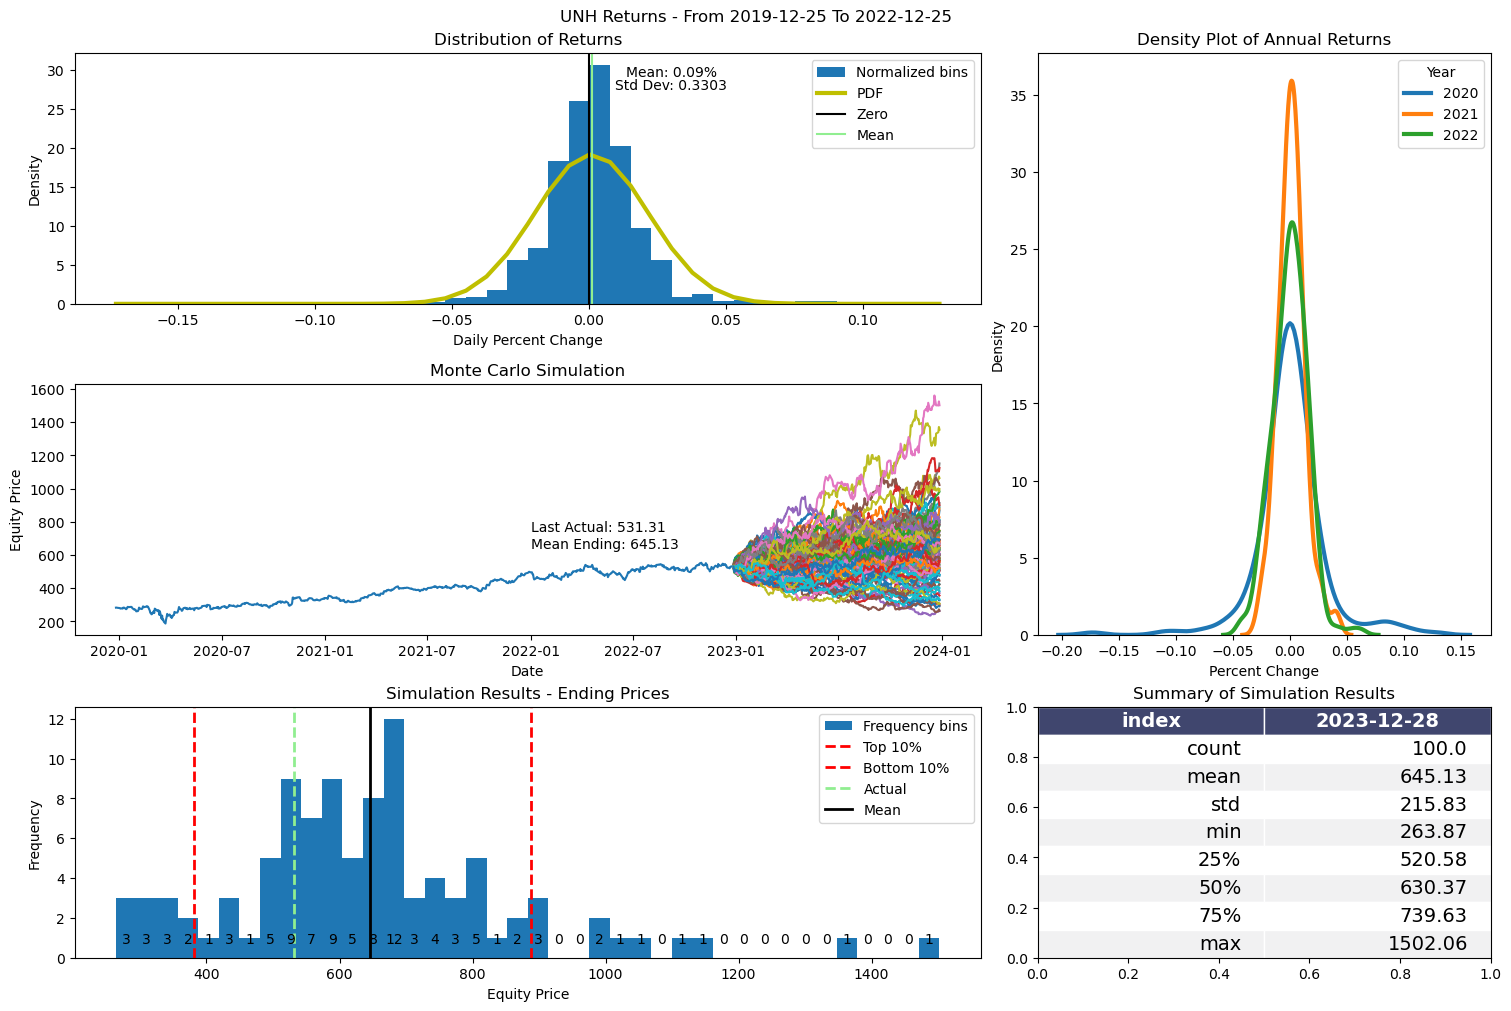 UNH Returns - From 2019-12-25 To 2022-12-25
Distribution of Returns
Mean: 0.09%
Std Dev: 0.3303
Normalized bins
PDF
Zero
Mean
Density
30
25
20
15
10
5
0
−0.15 −0.10 −0.05 0.00 0.05 0.10
Daily Percent Change
Density Plot of Annual Returns
Year
2020
2021
2022
Density
35
30
25
20
15
10
5
0
−0.20 −0.15 −0.10 −0.05 0.00 0.05 0.10 0.15
Percent Change
Monte Carlo Simulation
Equity Price
1600
1400
1200
1000
800
600
400
200
Last Actual: 531.31
Mean Ending: 645.13
2020-01 2020-07 2021-01 2021-07 2022-01 2022-07 2023-01 2023-07 2024-01
Date
Simulation Results - Ending Prices
Frequency bins
Top 10%
Bottom 10%
Actual
Mean
Frequency
12
10
8
6
4
2
0
3 3 3 2 1 3 1 5 9 7 9 5 8 12 3 4 3 5 1 2 3 0 0 2 1 1 0 1 1 0 0 0 0 0 0 1 0 0 0 1
400 600 800 1000 1200 1400
Equity Price
Summary of Simulation Results
1.0
0.8
0.6
0.4
0.2
0.0
index 2023-12-28
count 100.0
mean 645.13
std 215.83
min 263.87
25% 520.58
50% 630.37
75% 739.63
max 1502.06
0.0 0.2 0.4 0.6 0.8 1.0